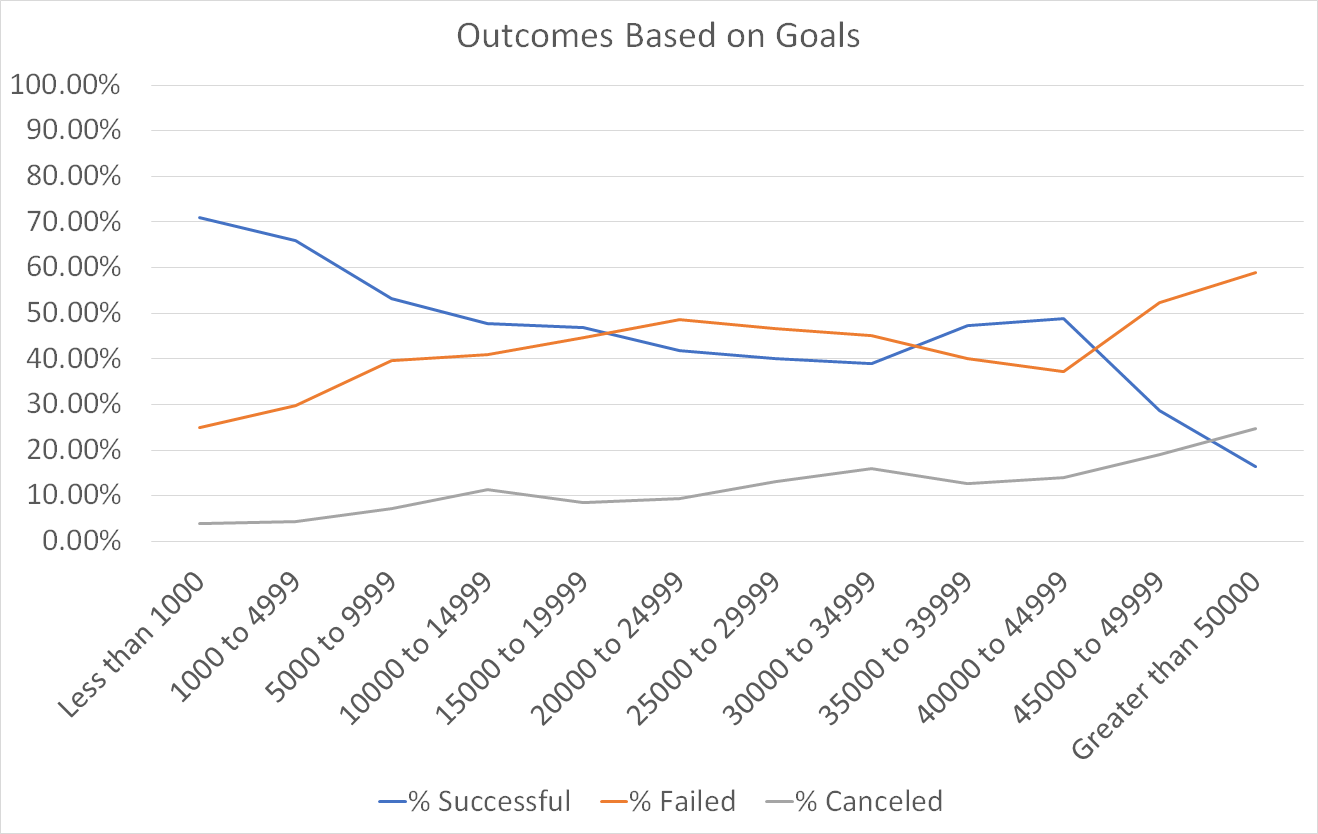 Outcomes Based on Goals
100.00%
90.00%
80.00%
70.00%
60.00%
50.00%
40.00%
30.00%
20.00%
10.00%
0.00%
Less than 1000
1000 to 4999
5000 to 9999
10000 to 14999
15000 to 19999
20000 to 24999
25000 to 29999
30000 to 34999
35000 to 39999
40000 to 44999
45000 to 49999
Greater than 50000
% Successful
% Failed
% Canceled